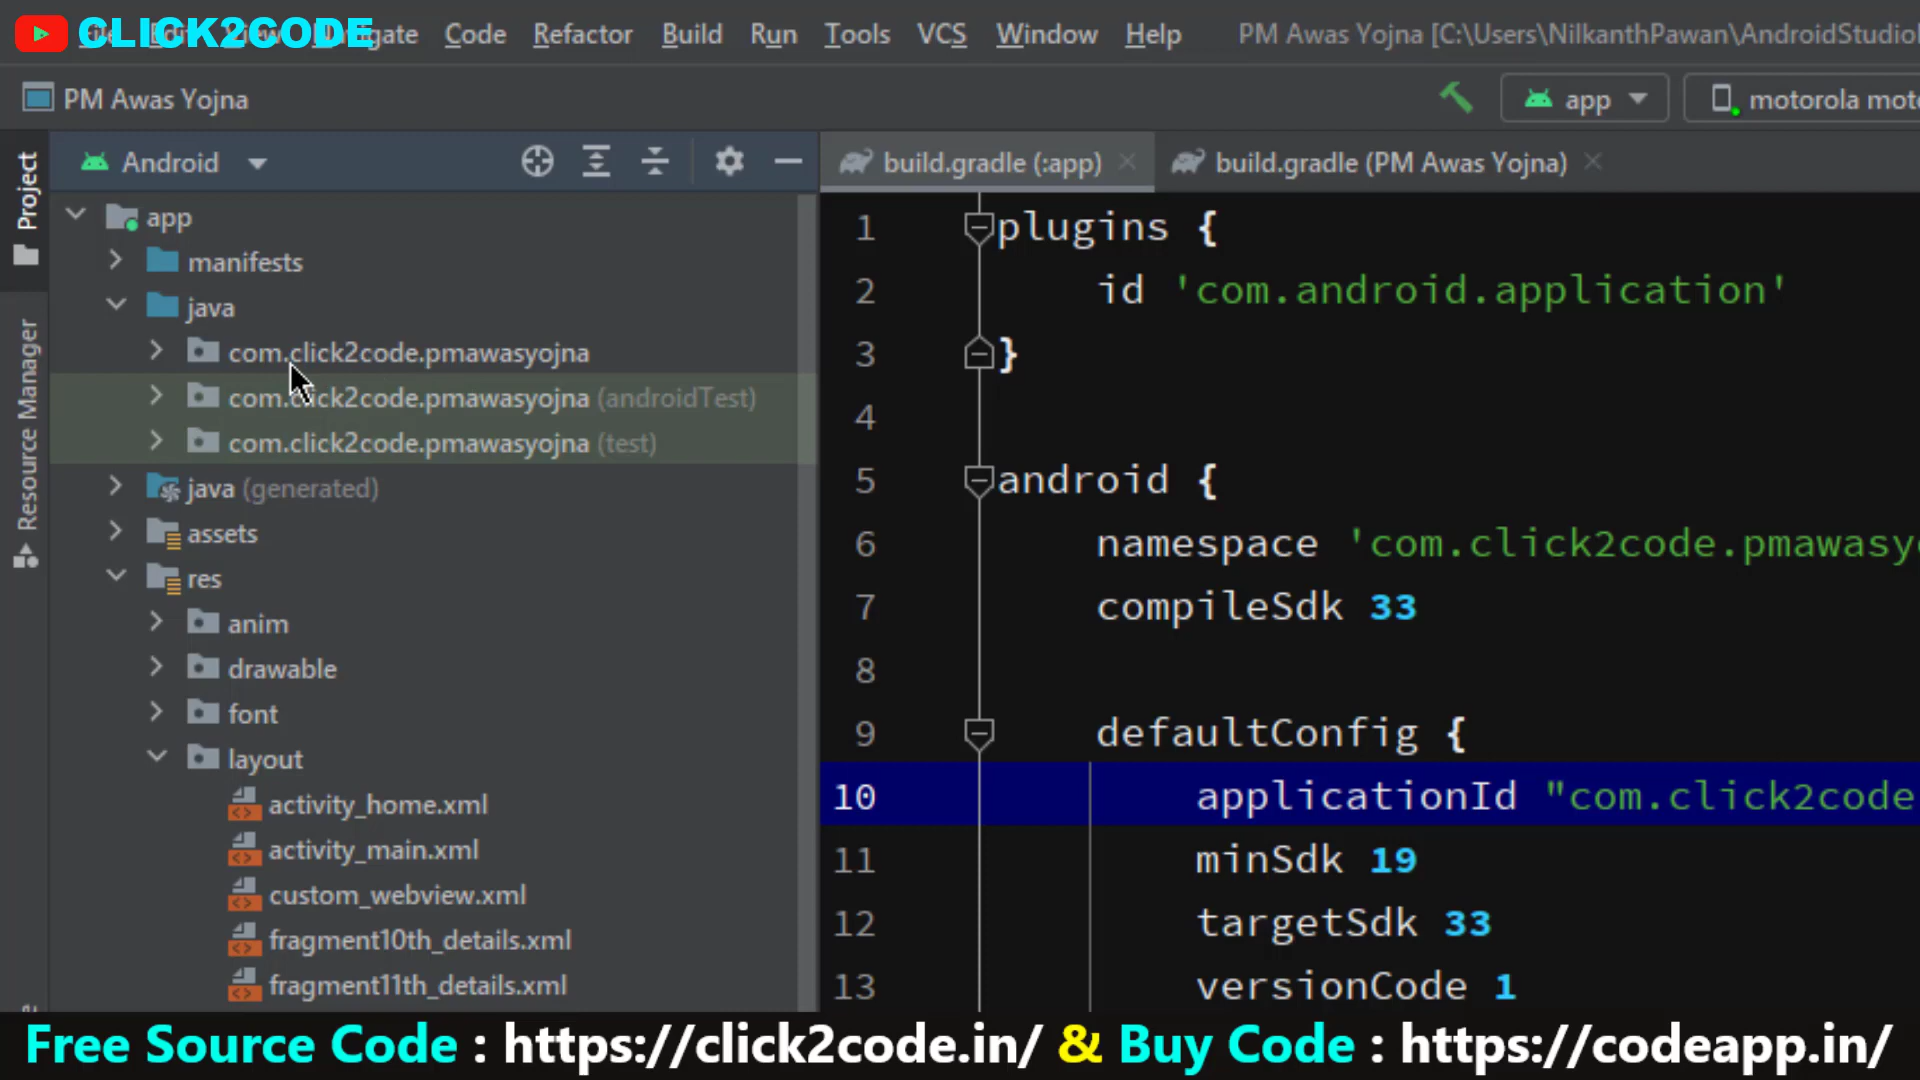 CLICK2CODE
Code Refactor Build Run Tools VCS Window Help PM Awas Yojna [C:\Users\NilkanthPawan\AndroidStudio
PM Awas Yojna
app
motorola mot
Project
Resource Manager
Android
app
manifests
java
com.click2code.pmawasyojna
com.click2code.pmawasyojna (androidTest)
com.click2code.pmawasyojna (test)
java (generated)
assets
res
anim
drawable
font
layout
activity_home.xml
activity_main.xml
custom_webview.xml
fragment10th_details.xml
fragment11th_details.xml
build.gradle (:app)
build.gradle (PM Awas Yojna)
1 plugins {
2 id 'com.android.application'
3 }
4
5 android {
6 namespace 'com.click2code.pmawasy
7 compileSdk 33
8
9 defaultConfig {
10 applicationId "com.click2code
11 minSdk 19
12 targetSdk 33
13 versionCode 1
Free Source Code : https://click2code.in/ & Buy Code : https://codeapp.in/